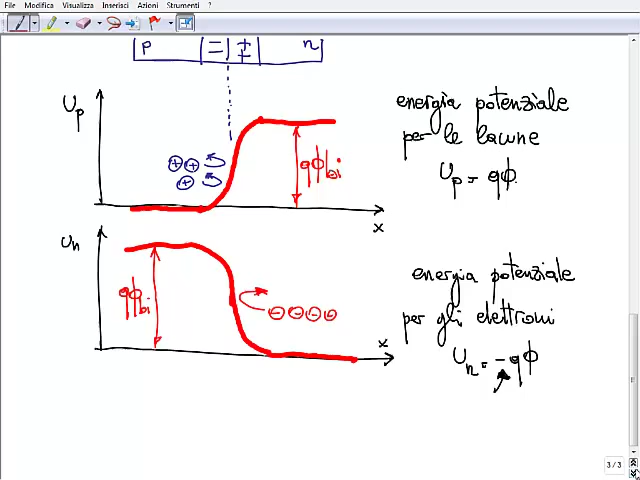 File Modifica Visualizza Inserisci Azioni Strumenti ?
p = ++ n
Up
energia potenziale
per le lacune
Up = qϕ
++
+
qϕbi
x
Un
energia potenziale
per gli elettroni
Un = -qϕ
qϕbi
----
x
3 / 3